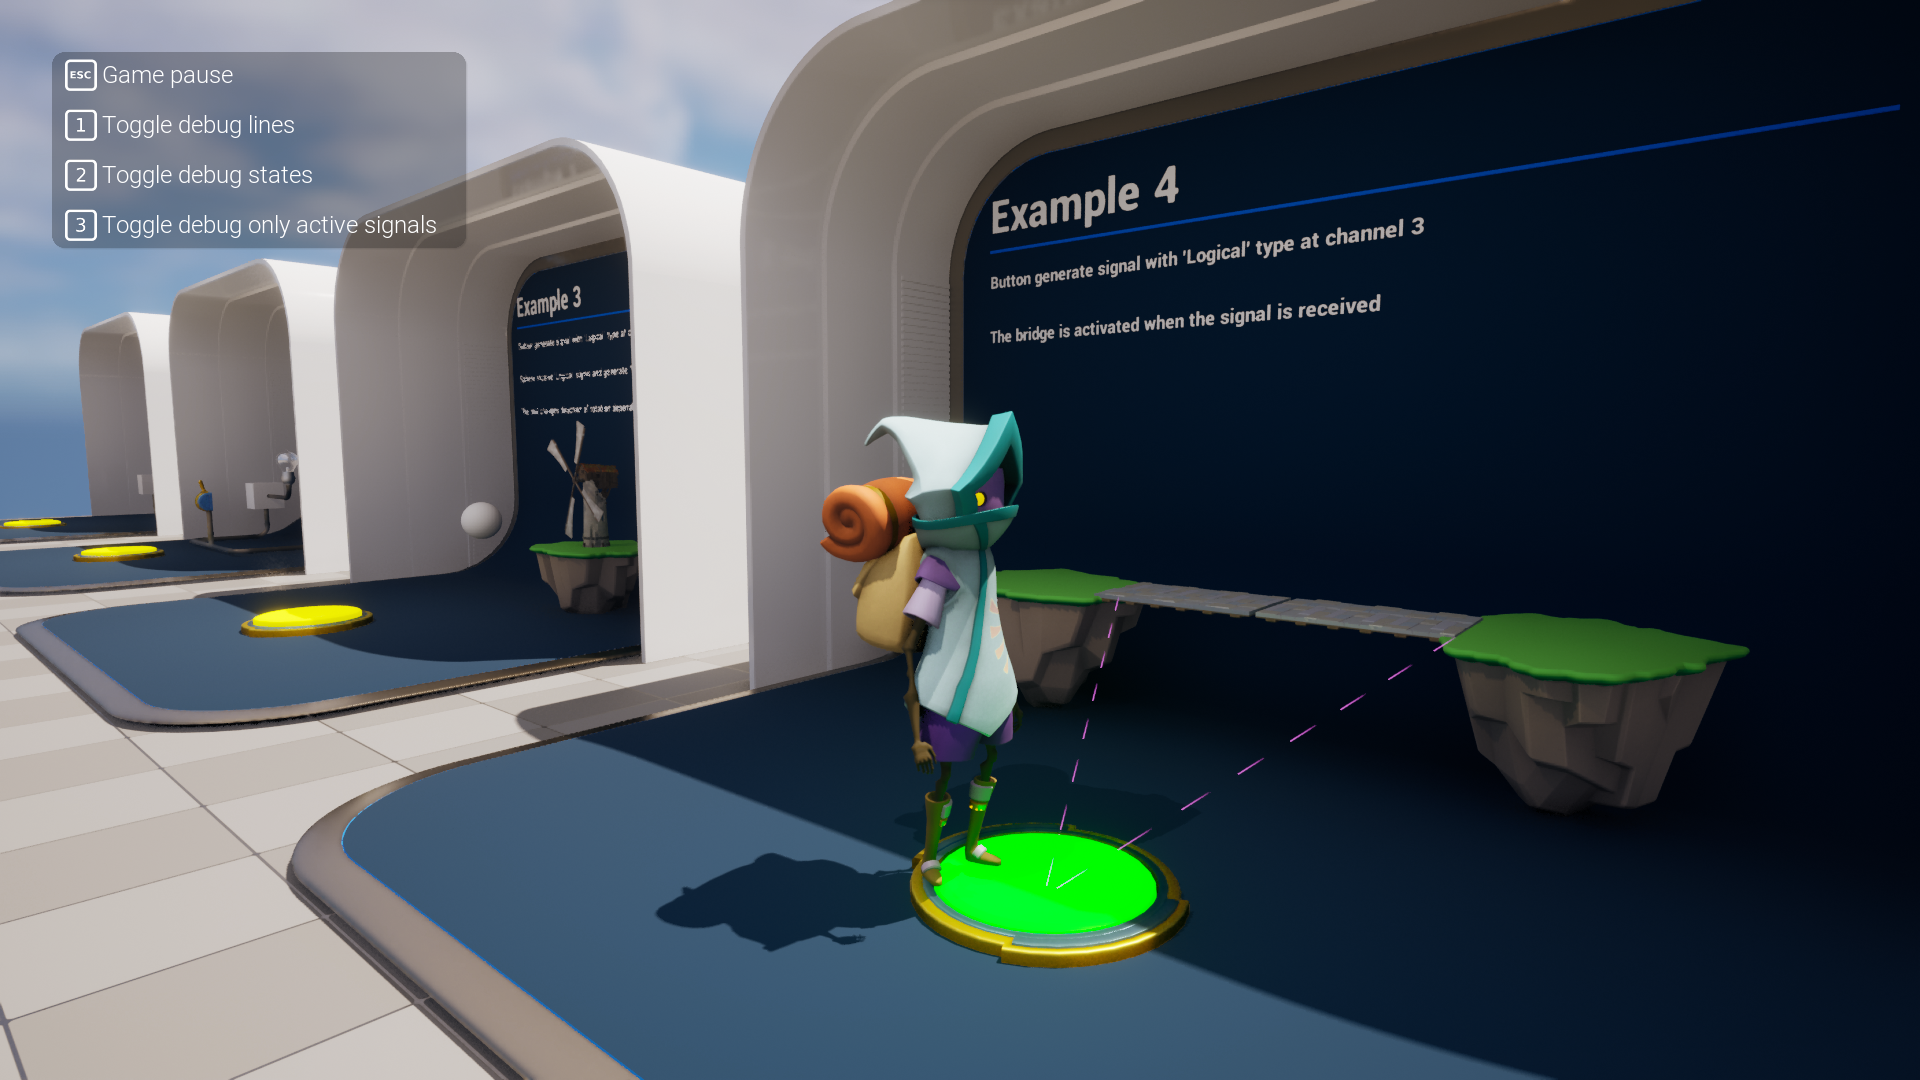 ESC Game pause
1 Toggle debug lines
2 Toggle debug states
3 Toggle debug only active signals
Example 4
Button generate signal with 'Logical' type at channel 3
The bridge is activated when the signal is received
Example 3